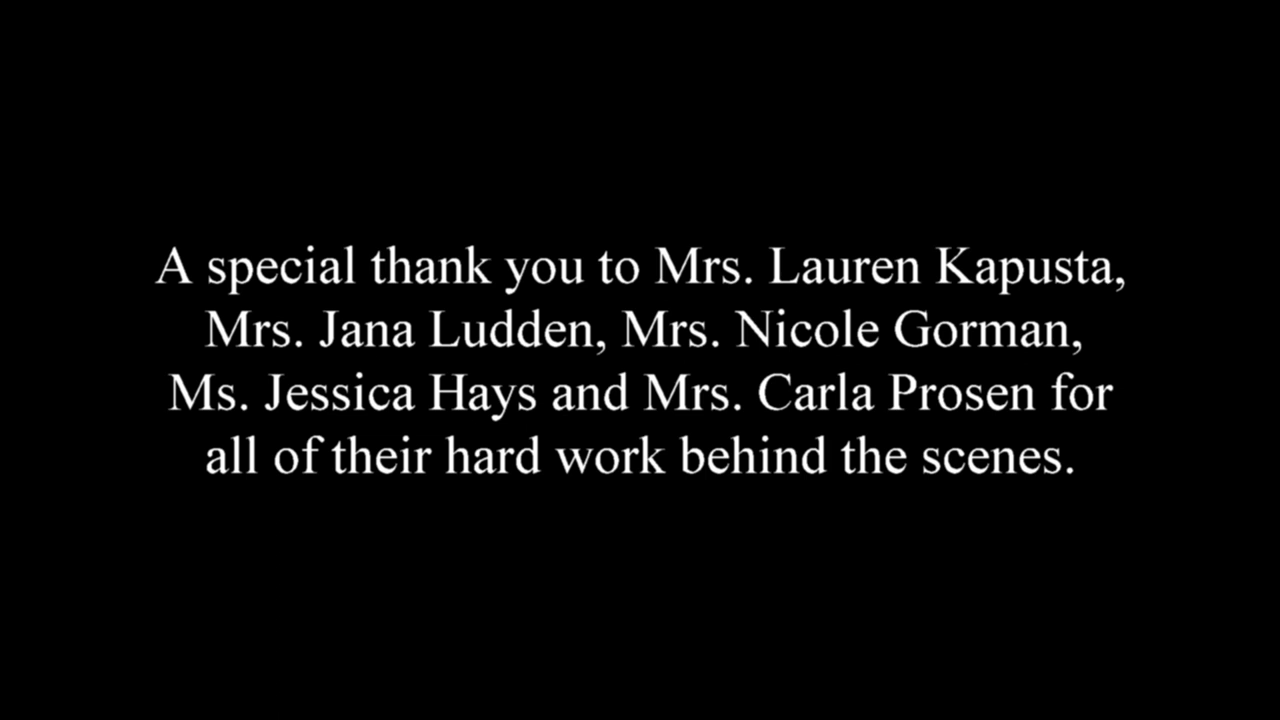 A special thank you to Mrs. Lauren Kapusta,
Mrs. Jana Ludden, Mrs. Nicole Gorman,
Ms. Jessica Hays and Mrs. Carla Prosen for
all of their hard work behind the scenes.